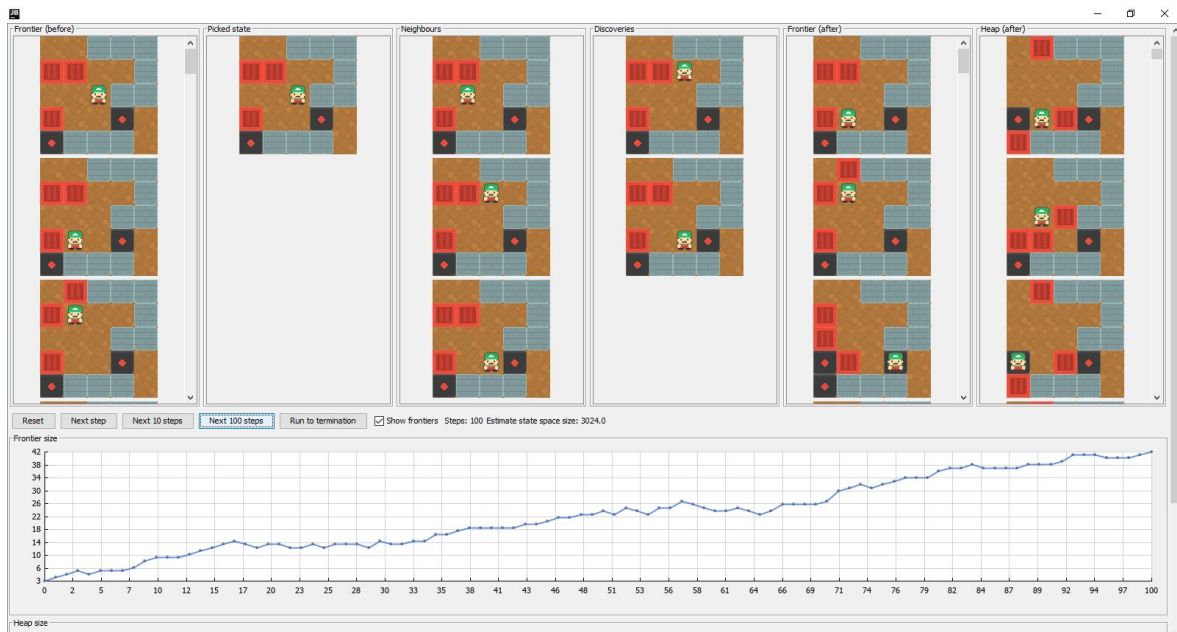 JB
Frontier (before)
Picked state
Neighbours
Discoveries
Frontier (after)
Heap (after)
Reset
Next step
Next 10 steps
Next 100 steps
Run to termination
Show frontiers
Steps: 100 Estimate state space size: 3024.0
Frontier size
42
38
34
30
26
22
18
14
10
6
3
0 2 5 7 10 12 15 17 20 23 25 28 30 33 35 38 41 43 46 48 51 53 56 58 61 64 66 69 71 74 76 79 82 84 87 89 92 94 97 100
Heap size